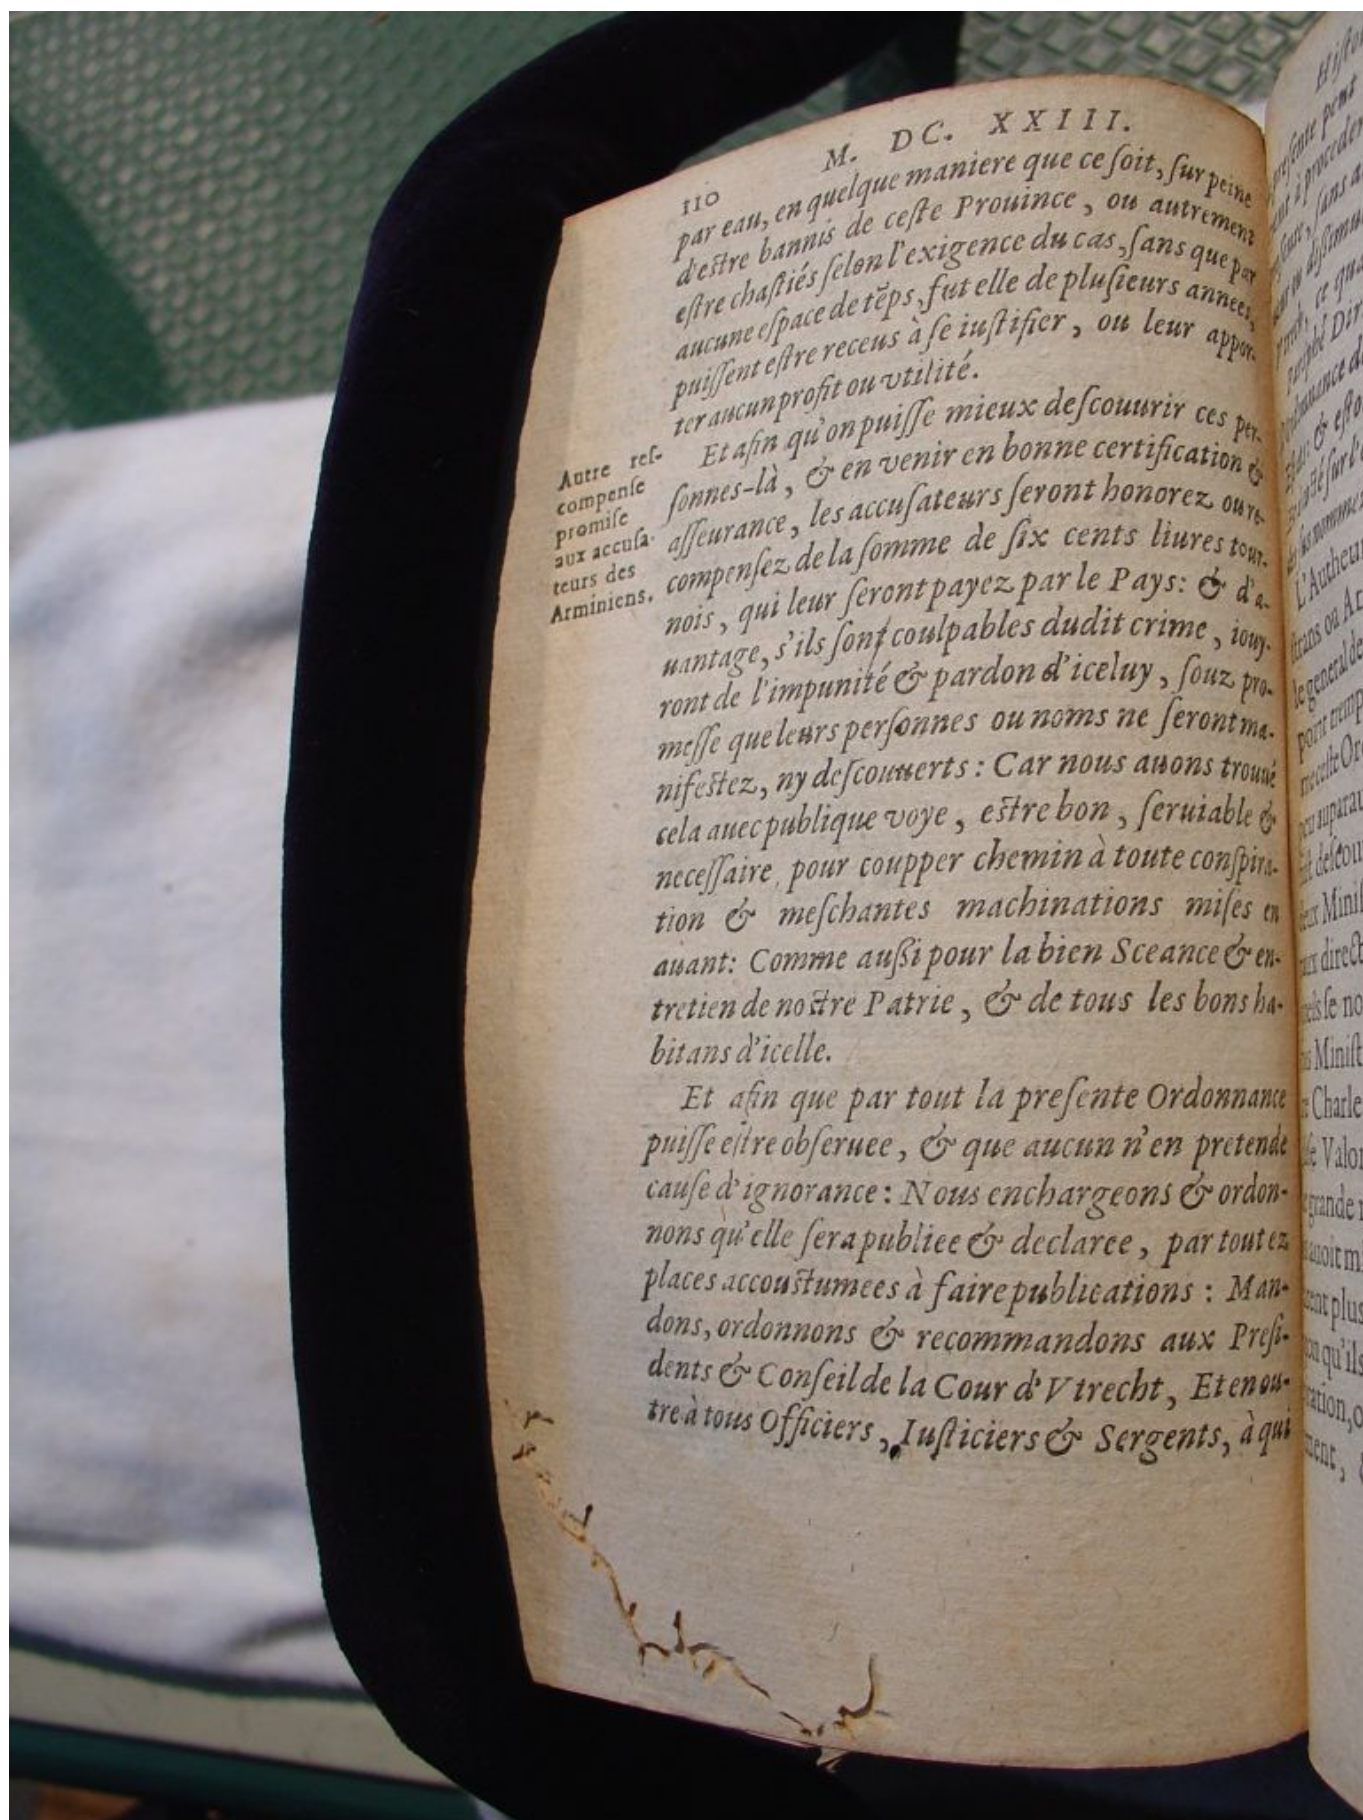 110
M. DC. XXIII.
par eau, en quelque maniere que ce ſoit, ſur peine
d'eſtre bannis de ceſte Prouince, ou autrement
eſtre chaſtiés ſelon l'exigence du cas, ſans que par
aucune eſpace de tẽps, fut elle de pluſieurs annees,
puiſſent eſtre receus à ſe iuſtifier, ou leur appor-
ter aucun profit ou vtilité.
Autre reſ-
compenſe
promiſe
aux accuſa-
teurs des
Arminiens.
Et afin qu'on puiſſe mieux deſcouurir ces per-
ſonnes-là, & en venir en bonne certification &
aſſeurance, les accuſateurs ſeront honorez ou re-
compenſez de la ſomme de ſix cents liures tour-
nois, qui leur ſeront payez par le Pays: & d'a-
uantage, s'ils ſont coulpables dudit crime, iouy-
ront de l'impunité & pardon d'iceluy, ſouz pro-
meſſe que leurs perſonnes ou noms ne ſeront ma-
nifeſtez, ny deſcouuerts: Car nous auons trouué
cela auec publique voye, eſtre bon, ſeruiable &
neceſſaire pour coupper chemin à toute conſpira-
tion & meſchantes machinations miſes en
auant: Comme auſſi pour la bien Sceance & en-
tretien de noſtre Patrie, & de tous les bons ha-
bitans d'icelle.
Et afin que par tout la preſente Ordonnance
puiſſe eſtre obſeruee, & que aucun n'en pretende
cauſe d'ignorance: Nous enchargeons & ordon-
nons qu'elle ſera publiee & declaree, par tout ez
places accouſtumees à faire publications: Man-
dons, ordonnons & recommandons aux Preſi-
dents & Conſeil de la Cour d'Vtrecht, Et en ou-
tre à tous Officiers, Iuſticiers & Sergents, à qui